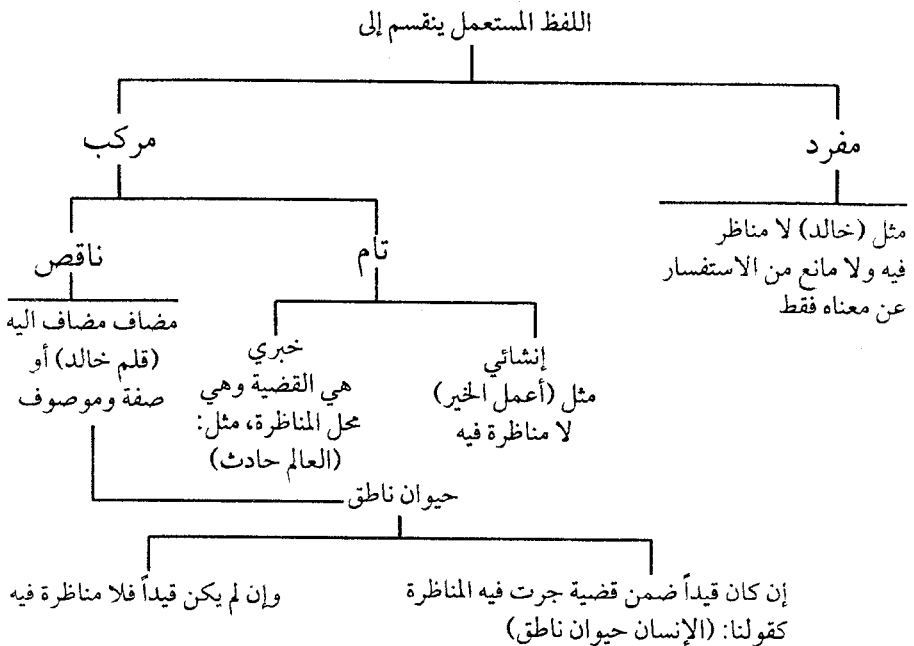 اللفظ المستعمل ينقسم إلى
مفرد
مركب
مثل (خالد) لا مناظر
فيه ولا مانع من الاستفسار
عن معناه فقط
تام
ناقص
إنشائي
مثل (أعمل الخير)
لا مناظرة فيه
خبري
هي القضية وهي
محل المناظرة، مثل:
(العالم حادث)
مضاف مضاف اليه
(قلم خالد) أو
صفة وموصوف
حيوان ناطق
إن كان قيداً ضمن قضية جرت فيه المناظرة
كقولنا: (الإنسان حيوان ناطق)
وإن لم يكن قيداً فلا مناظرة فيه